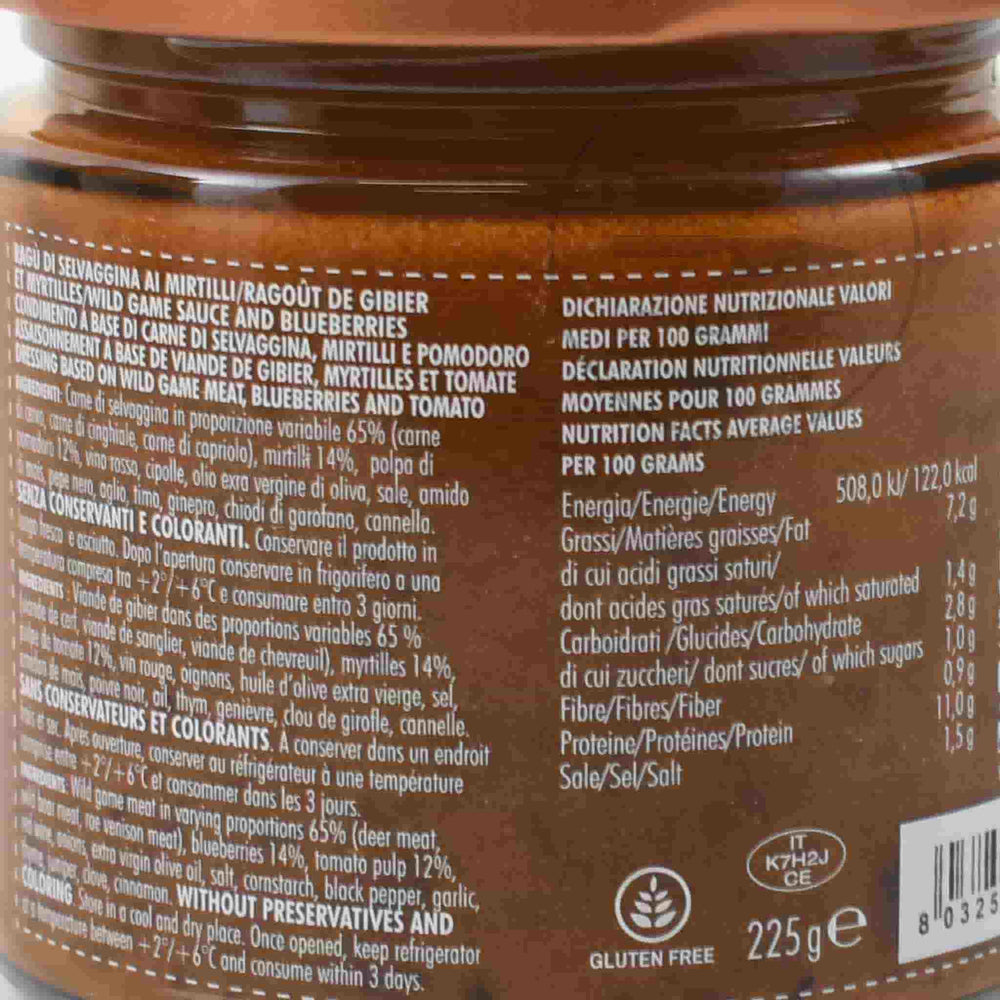 RAGÙ DI SELVAGGINA AI MIRTILLI/RAGOÛT DE GIBIER
ET MYRTILLES/WILD GAME SAUCE AND BLUEBERRIES
CONDIMENTO A BASE DI CARNE DI SELVAGGINA, MIRTILLI E POMODORO
ASSAISONNEMENT À BASE DE VIANDE DE GIBIER, MYRTILLES ET TOMATE
DRESSING BASED ON WILD GAME MEAT, BLUEBERRIES AND TOMATO
INGREDIENTI: Carne di selvaggina in proporzione variabile 65% (carne
di cervo, carne di cinghiale, carne di capriolo), mirtilli 14%, polpa di
pomodoro 12%, vino rosso, cipolle, olio exra vergine di oliva, sale, amido
di mais, pepe nero, aglio, timo, ginepro, chiodi di garofano, cannella.
SENZA CONSERVANTI E COLORANTI. Conservare il prodotto in
luogo fresco e asciutto. Dopo l'apertura conservare in frigorifero a una
temperatura compresa tra +2°/+6°C e consumare entro 3 giorni.
INGRÉDIENTS: Viande de gibier dans des proportions variables 65 %
(viande de cerf, viande de sanglier, viande de chevreuil), myrtilles 14%,
pulpe de tomate 12%, vin rouge, oignons, huile d'olive extra vierge, sel,
amidon de maïs, poivre noir, ail, thym, genièvre, clou de girofle, cannelle.
SANS CONSERVATEURS ET COLORANTS. À conserver dans un endroit
frais et sec. Après ouverture, conserver au réfrigérateur à une température
comprise entre +2°/+6°C et consommer dans les 3 jours.
INGREDIENTS: Wild game meat in varying proportions 65% (deer meat,
wild boar meat, roe venison meat), blueberries 14%, tomato pulp 12%,
red wine, onions, extra virgin olive oil, salt, cornstarch, black pepper, garlic,
thyme, juniper, clove, cinnamon. WITHOUT PRESERVATIVES AND
COLORING. Store in a cool and dry place. Once opened, keep refrigerator
at a temperature between +2°/+6°C and consume within 3 days.
DICHIARAZIONE NUTRIZIONALE VALORI
MEDI PER 100 GRAMMI
DÉCLARATION NUTRITIONNELLE VALEURS
MOYENNES POUR 100 GRAMMES
NUTRITION FACTS AVERAGE VALUES
PER 100 GRAMS
Energia/Energie/Energy 508,0 kJ/ 122,0 kcal
Grassi/Matières graisses/Fat 7,2 g
di cui acidi grassi saturi/
dont acides gras saturés/of which saturated 1,4 g
Carboidrati /Glucides/Carbohydrate 2,8 g
di cui zuccheri/ dont sucres/ of which sugars 1,0 g
Fibre/Fibres/Fiber 0,9 g
Proteine/Protéines/Protein 11,0 g
Sale/Sel/Salt 1,5 g
IT
K7H2J
CE
GLUTEN FREE
225 g e
8 0325